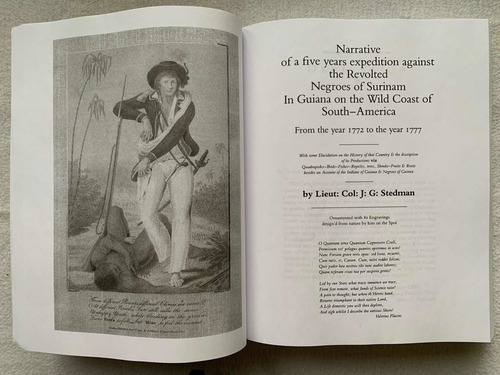 Narrative
of a five years expedition against
the Revolted
Negroes of Surinam
In Guiana on the Wild Coast of
South–America
From the year 1772 to the year 1777
With some Elucidation on the History of that Country & the description
of its Productions viz
Quadrupedes–Birds–Fishes–Reptiles, trees, Shrubs–Fruits & Roots
besides an Account of the Indians of Guiana & Negroes of Guinea
by Lieut: Col: J: G: Stedman
Ornamented with 80 Engravings
design'd from nature by him on the Spot
O Quantum terræ Quantum Cognoscere Cœli,
Permissum est! pelagus quantos aperimus in usus!
Nunc Forsan grave reris opus: sed læta, recurret,
Cum ratis, et, Caram Cum, mihi reddet Iolcon,
Quis pudor heu nostros tibi tunc audire labores;
Quam referam visas tua per suspiria gentes!
Led by our Stars what tracts immense we trace,
From fear remote, what funds of Science raise!
A pain to thought; but when th'Heroic band,
Returns triumphant to their native Land,
A Life domestic you will then deplore,
And sigh whilst I describe the various Shore!
Valerius Flaccus